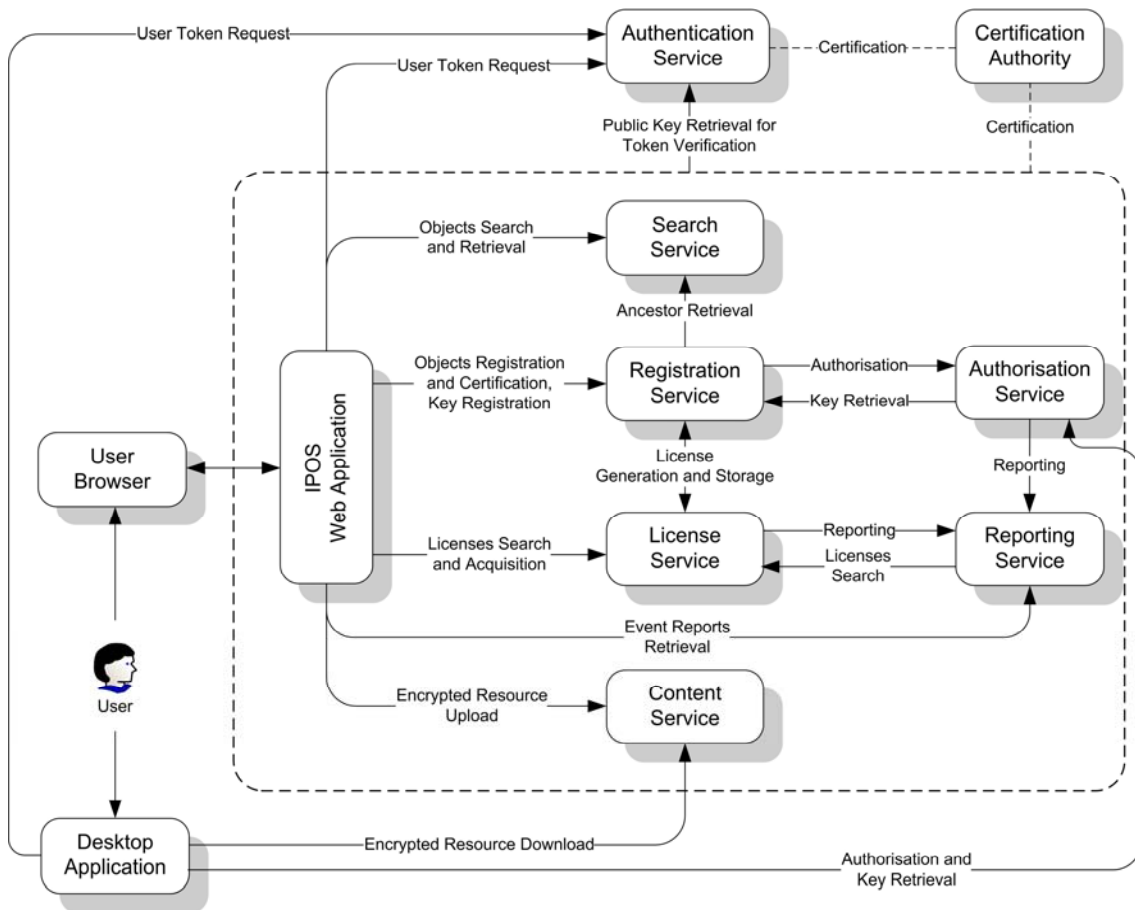 User Token Request
Authentication
Service
Certification
Certification
Authority
User Token Request
Public Key Retrieval for
Token Verification
Certification
Objects Search
and Retrieval
Search
Service
Ancestor Retrieval
IPOS
Web Application
Objects Registration
and Certification,
Key Registration
Registration
Service
Authorisation
Key Retrieval
Authorisation
Service
User
Browser
License
Generation and Storage
Reporting
Licenses Search
and Acquisition
License
Service
Reporting
Licenses
Search
Reporting
Service
Event Reports
Retrieval
User
Encrypted Resource
Upload
Content
Service
Desktop
Application
Encrypted Resource Download
Authorisation and
Key Retrieval